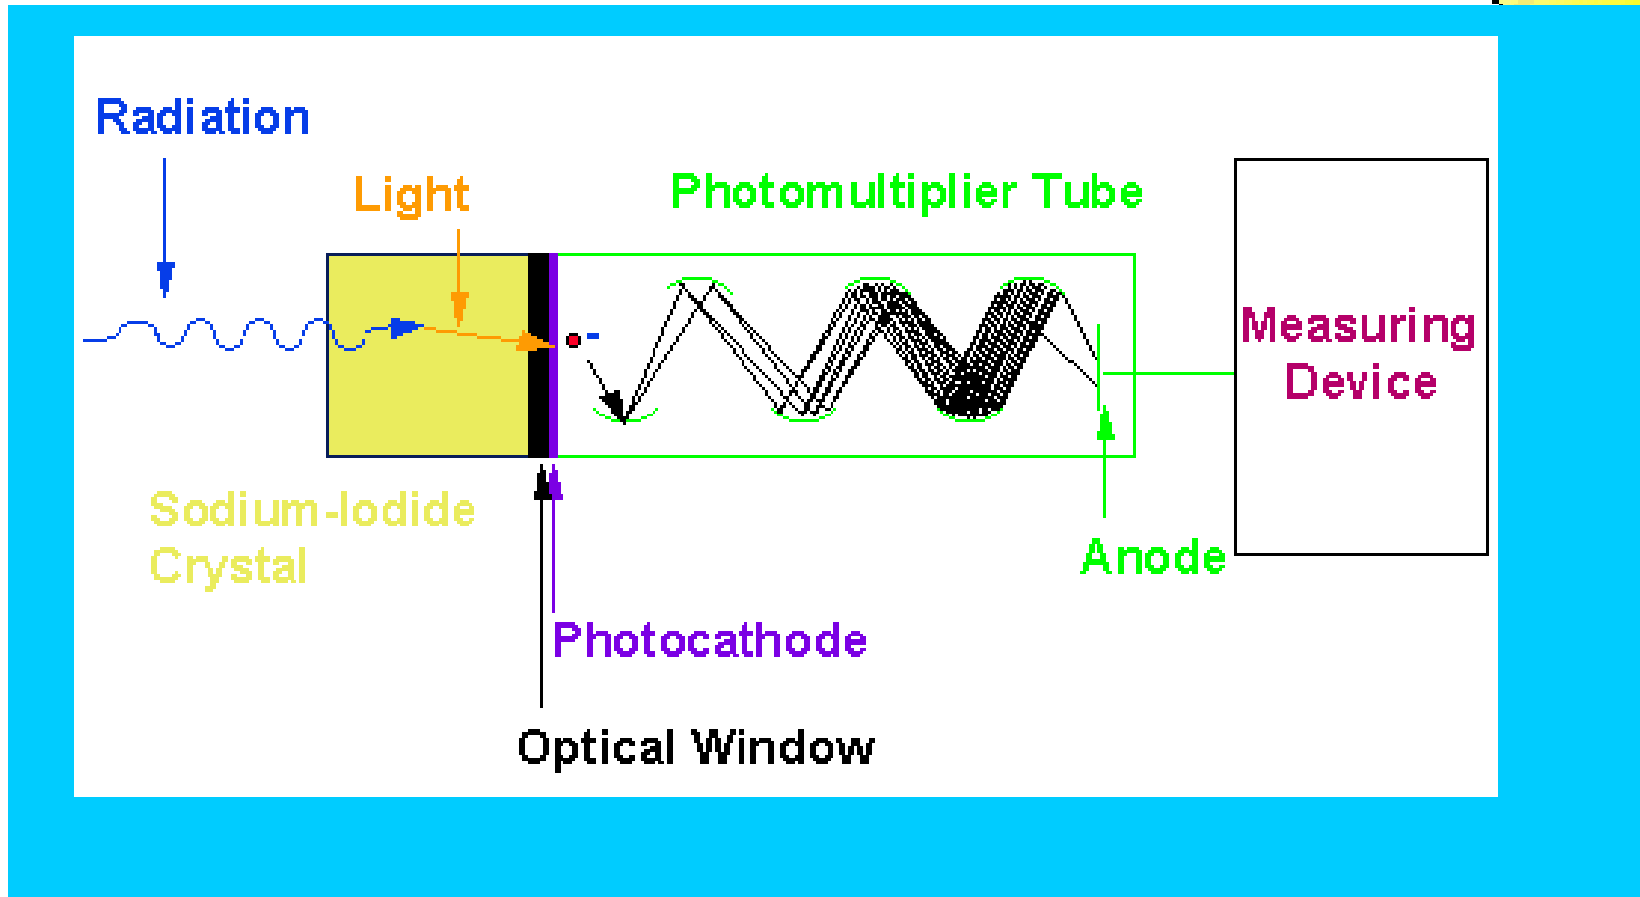 Radiation
Light
Photomultiplier Tube
Measuring
Device
Sodium-Iodide
Crystal
Anode
Photocathode
Optical Window